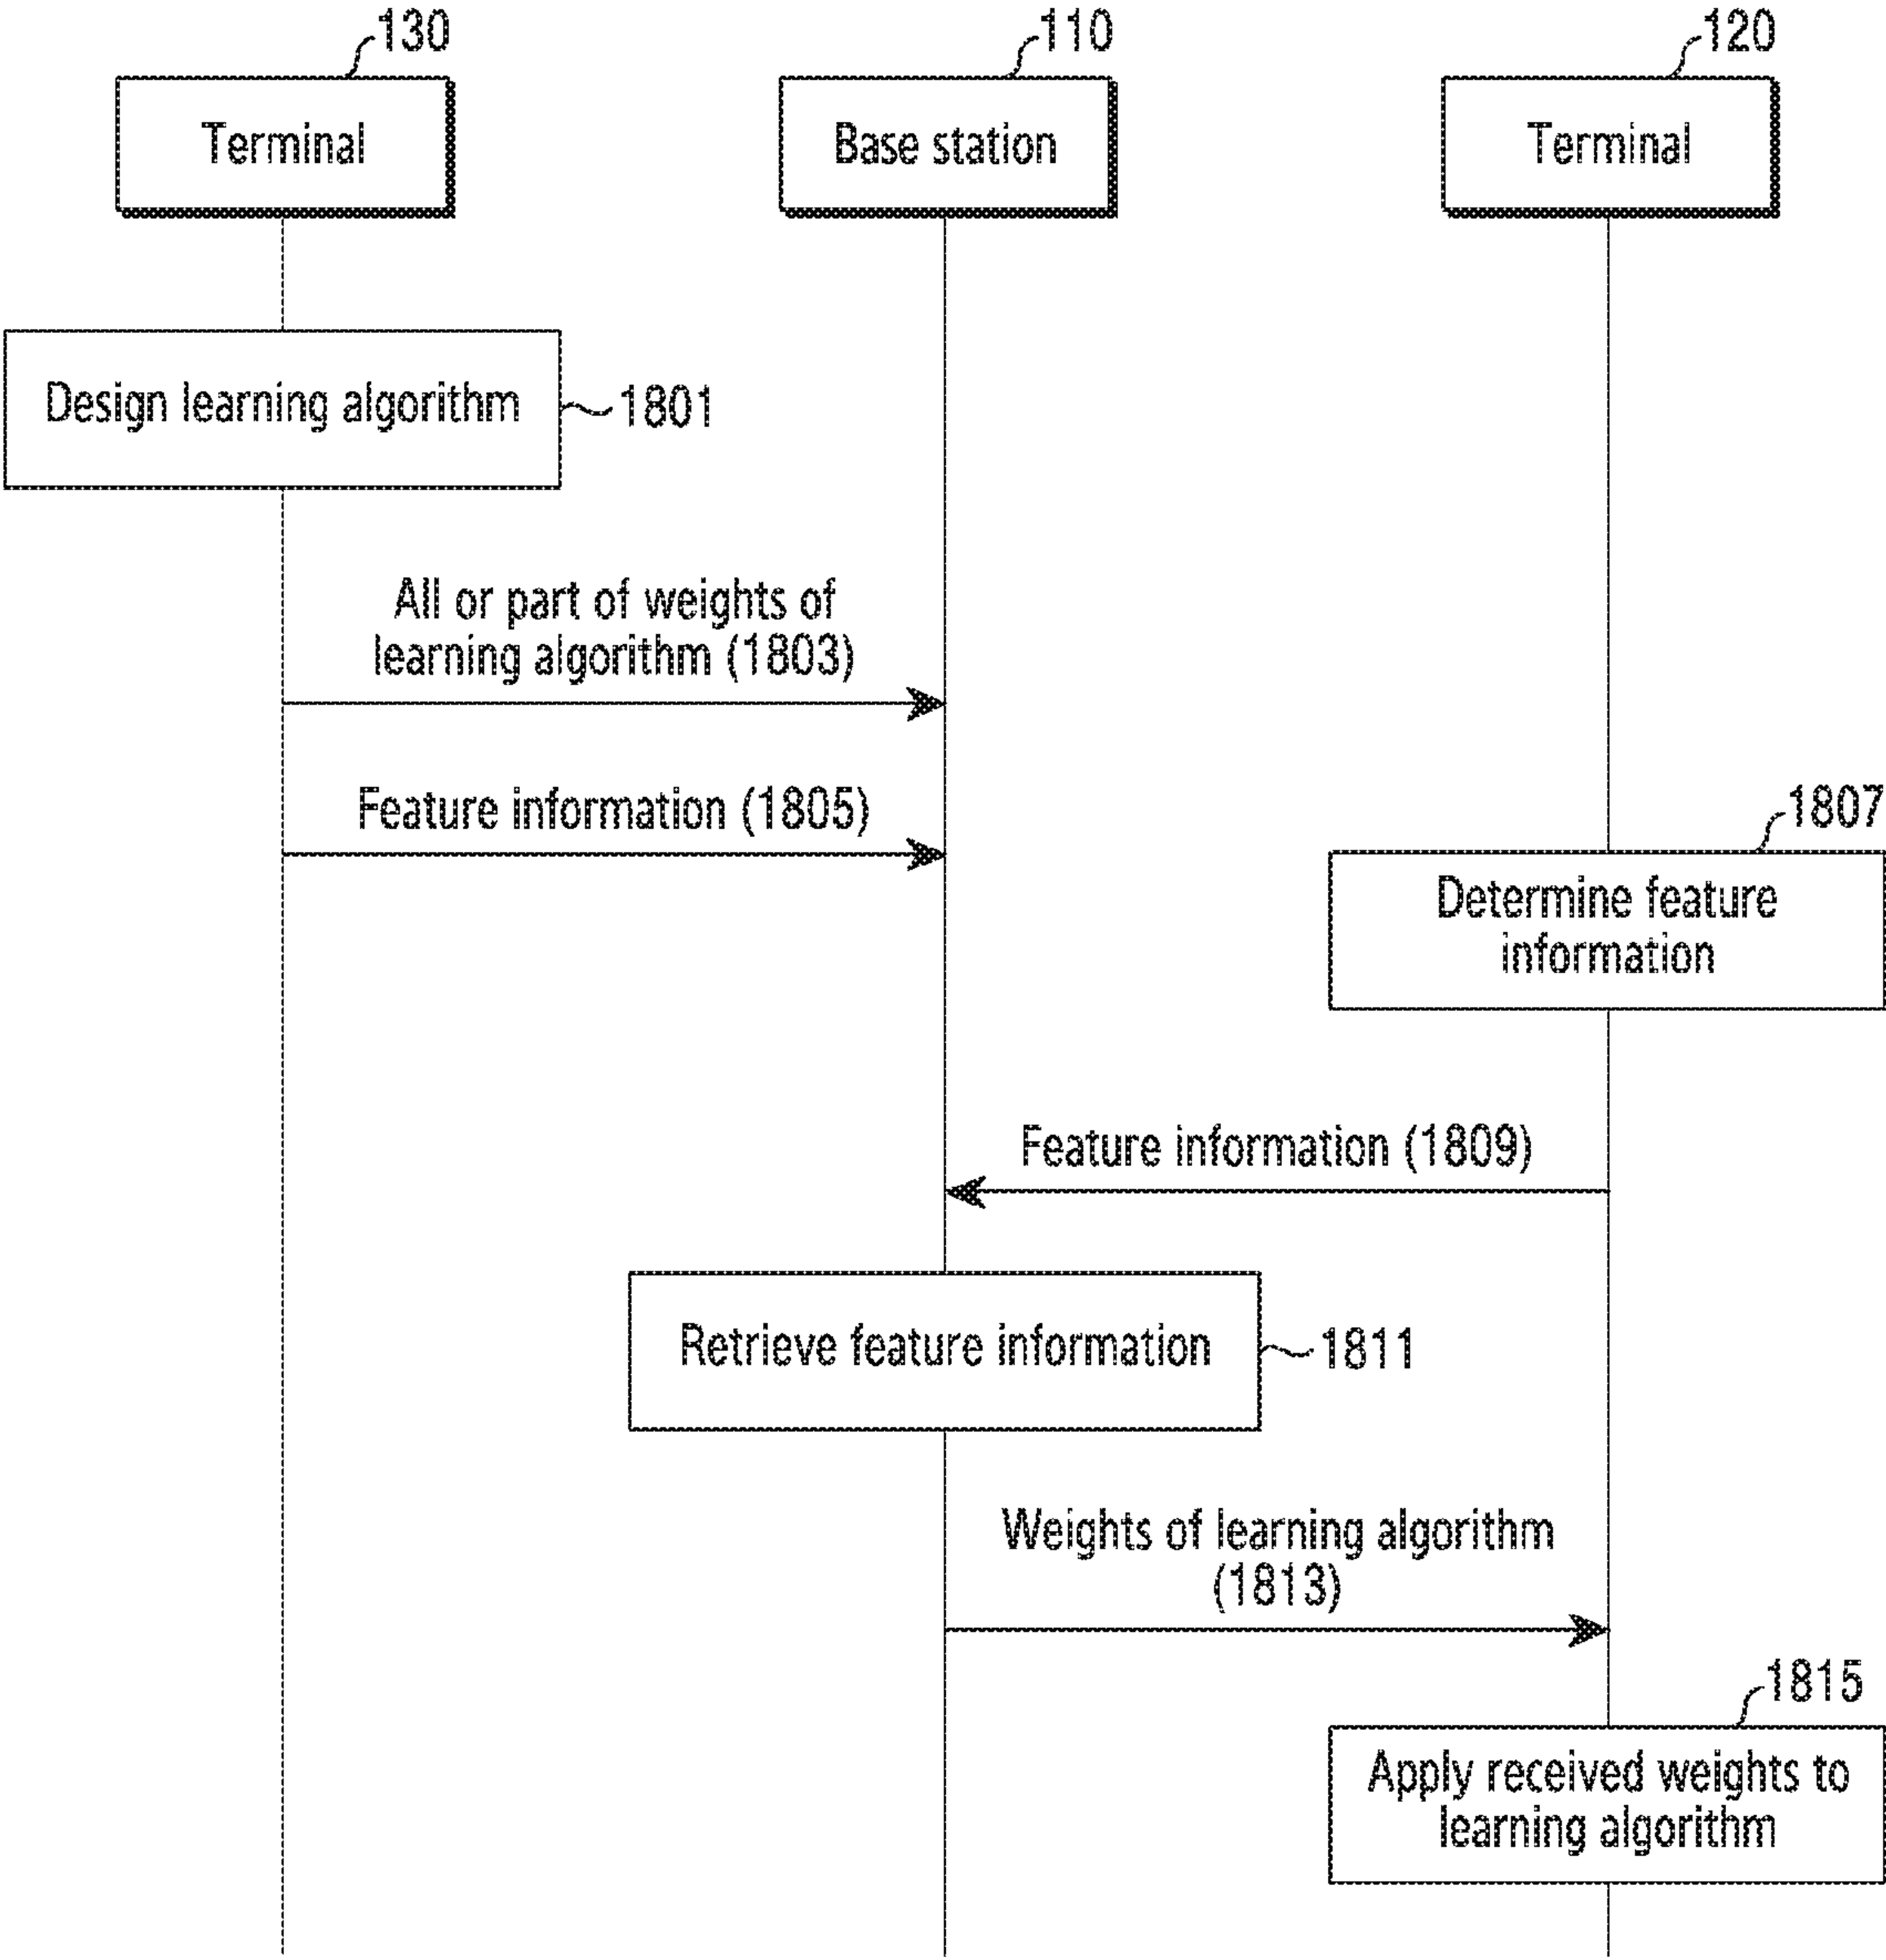 130
110
120
Terminal
Base station
Terminal
Design learning algorithm
1801
All or part of weights of
learning algorithm (1803)
Feature information (1805)
1807
Determine feature
information
Feature information (1809)
Retrieve feature information
1811
Weights of learning algorithm
(1813)
1815
Apply received weights to
learning algorithm